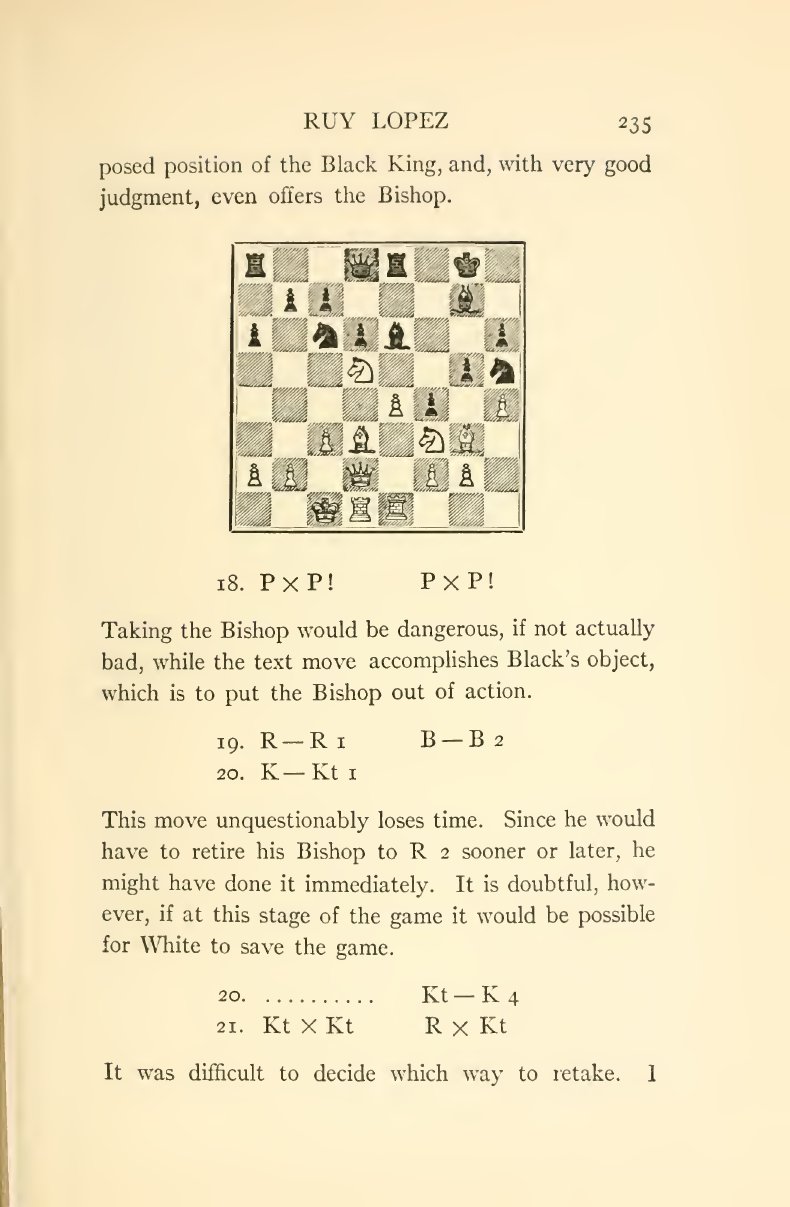 RUY LOPEZ 235
posed position of the Black King, and, with very good
judgment, even offers the Bishop.
18. P × P! P × P!
Taking the Bishop would be dangerous, if not actually
bad, while the text move accomplishes Black's object,
which is to put the Bishop out of action.
19. R — R 1 B — B 2
20. K — Kt 1
This move unquestionably loses time. Since he would
have to retire his Bishop to R 2 sooner or later, he
might have done it immediately. It is doubtful, how-
ever, if at this stage of the game it would be possible
for White to save the game.
20. .......... Kt — K 4
21. Kt × Kt R × Kt
It was difficult to decide which way to retake. I